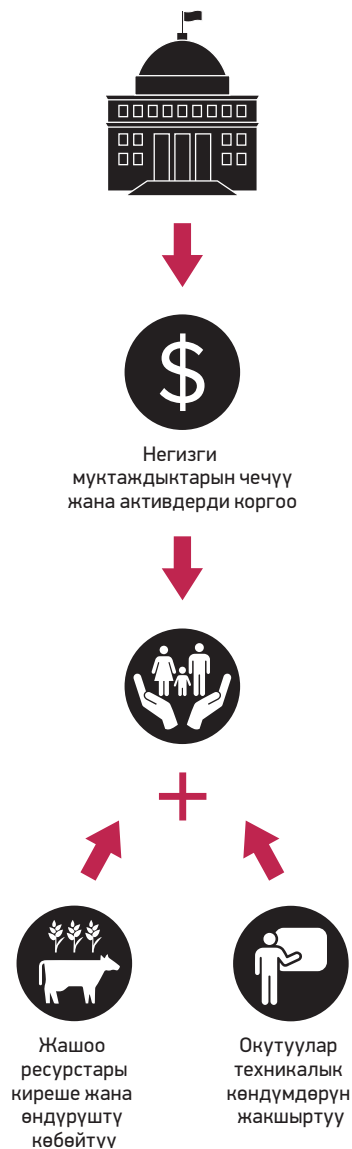 $
Негизги
муктаждыктарын чечүү
жана активдерди коргоо
Жашоо
ресурстары
киреше жана
өндүрүштү
көбөйтүү
Окутуулар
техникалык
көндүмдөрүн
жакшыртуу